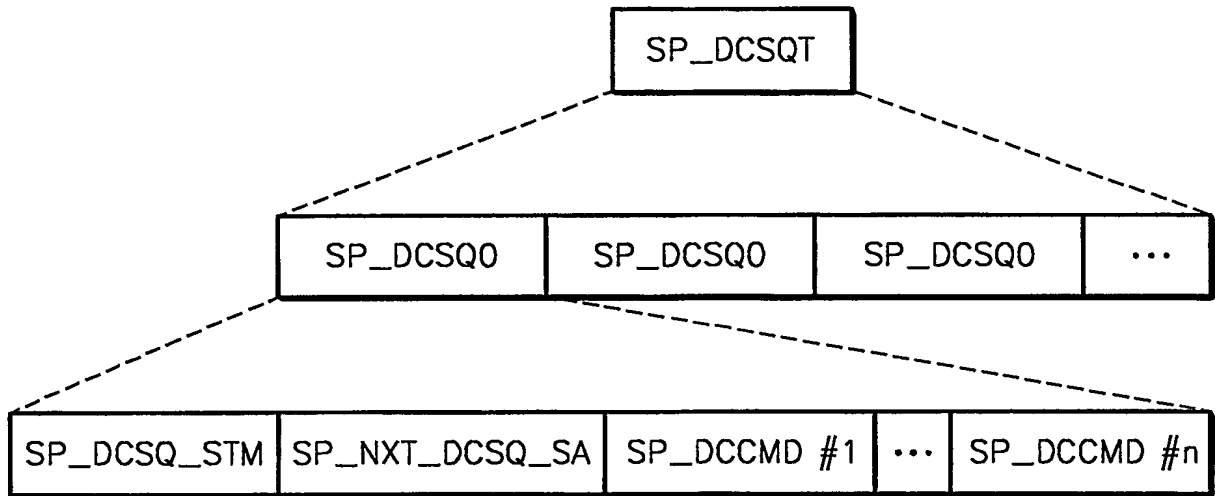 SP_DCSQT
SP_DCSQ0 SP_DCSQ0 SP_DCSQ0 ...
SP_DCSQ_STM SP_NXT_DCSQ_SA SP_DCCMD #1 ... SP_DCCMD #n